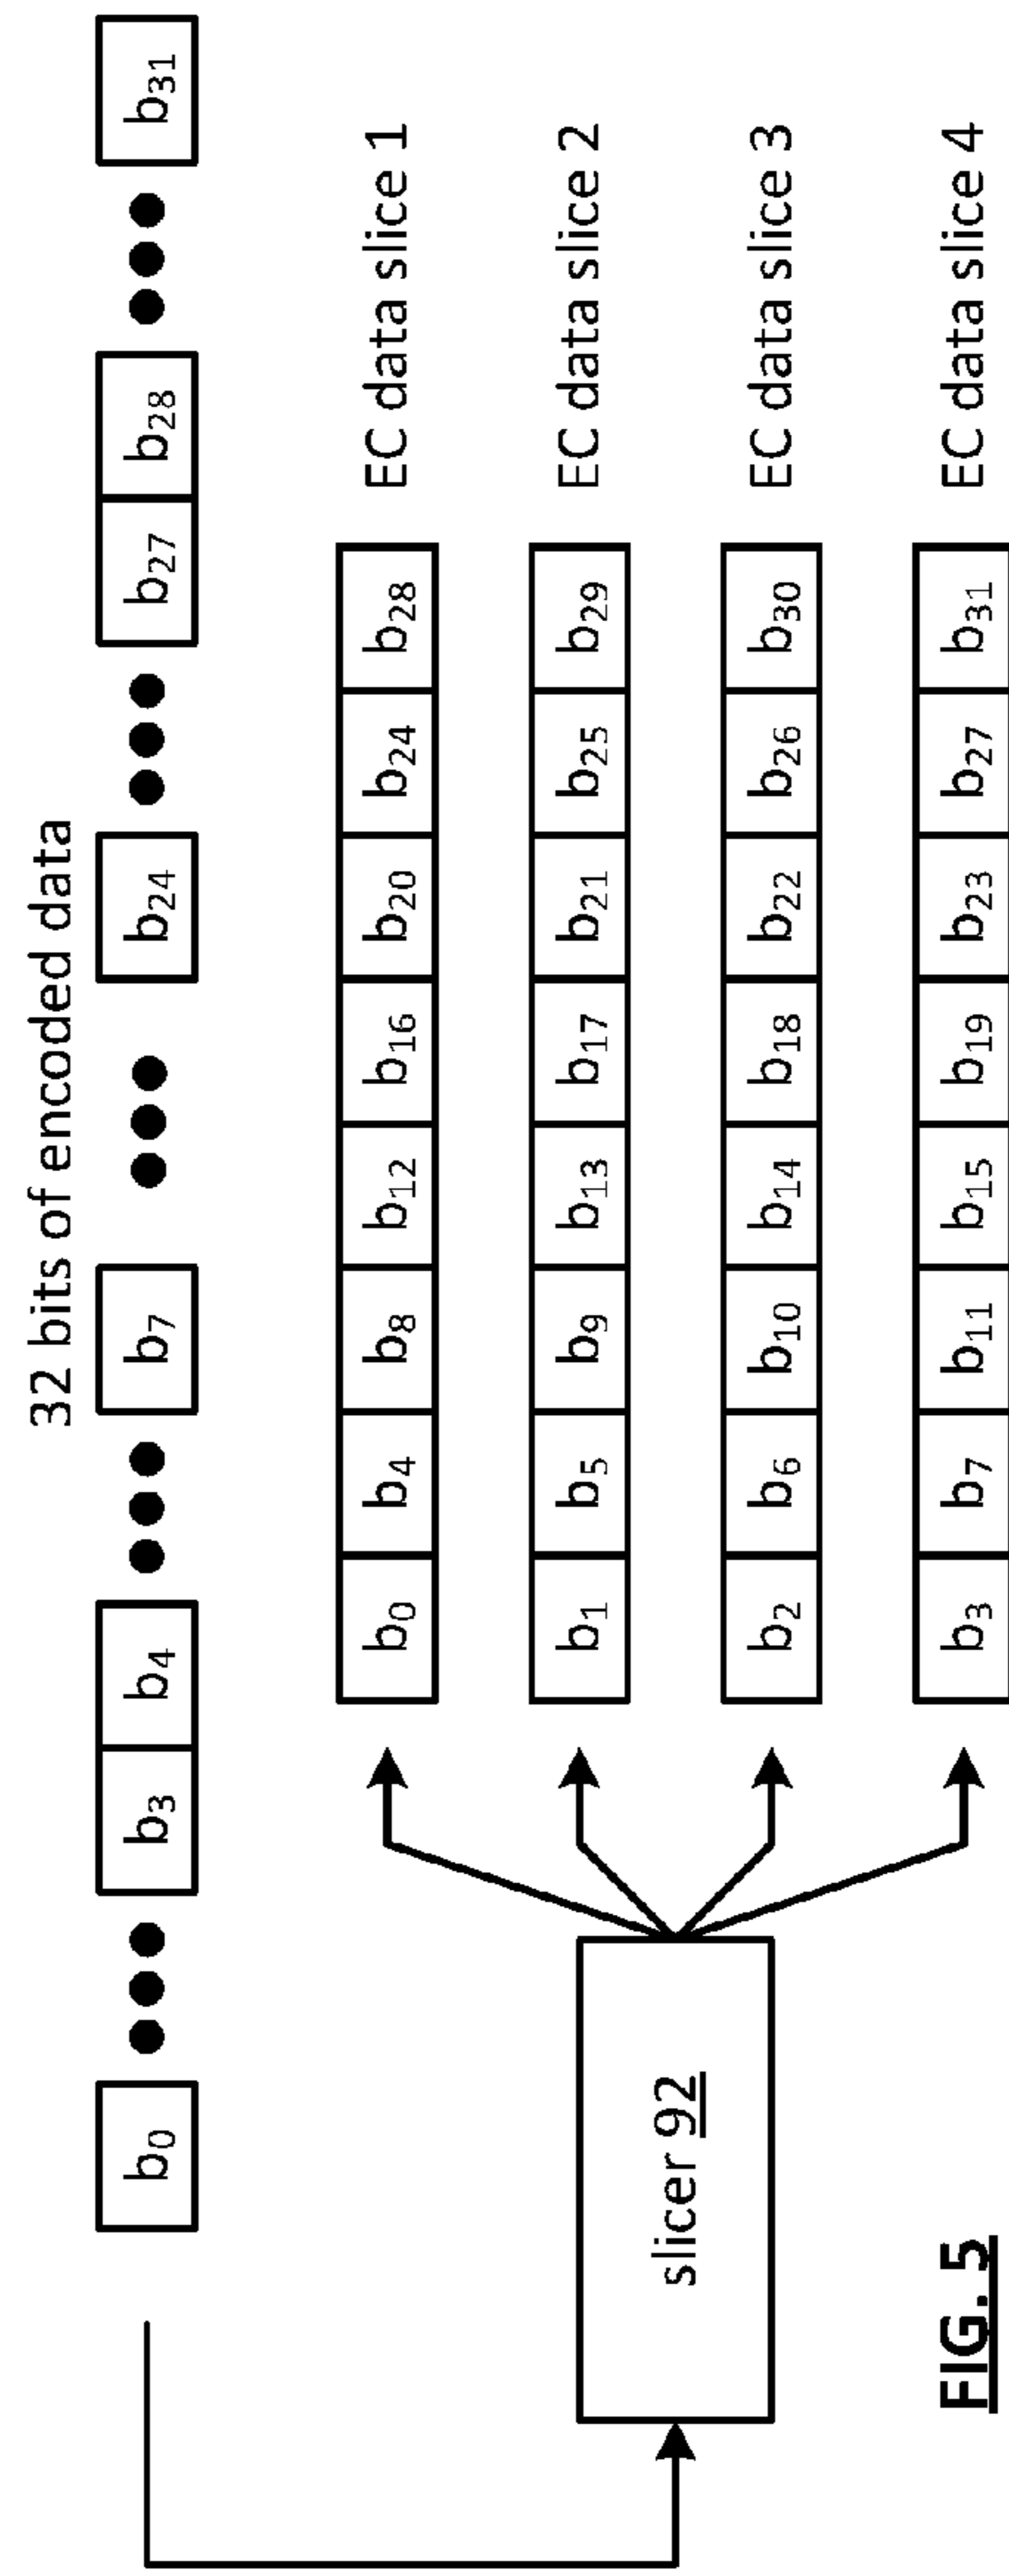 32 bits of encoded data
b₀ ●●● b₃ b₄ ●●● b₇ ●●● b₂₄ ●●● b₂₇ b₂₈ ●●● b₃₁
b₀ b₄ b₈ b₁₂ b₁₆ b₂₀ b₂₄ b₂₈ EC data slice 1
b₁ b₅ b₉ b₁₃ b₁₇ b₂₁ b₂₅ b₂₉ EC data slice 2
slicer 92
b₂ b₆ b₁₀ b₁₄ b₁₈ b₂₂ b₂₆ b₃₀ EC data slice 3
b₃ b₇ b₁₁ b₁₅ b₁₉ b₂₃ b₂₇ b₃₁ EC data slice 4
FIG. 5